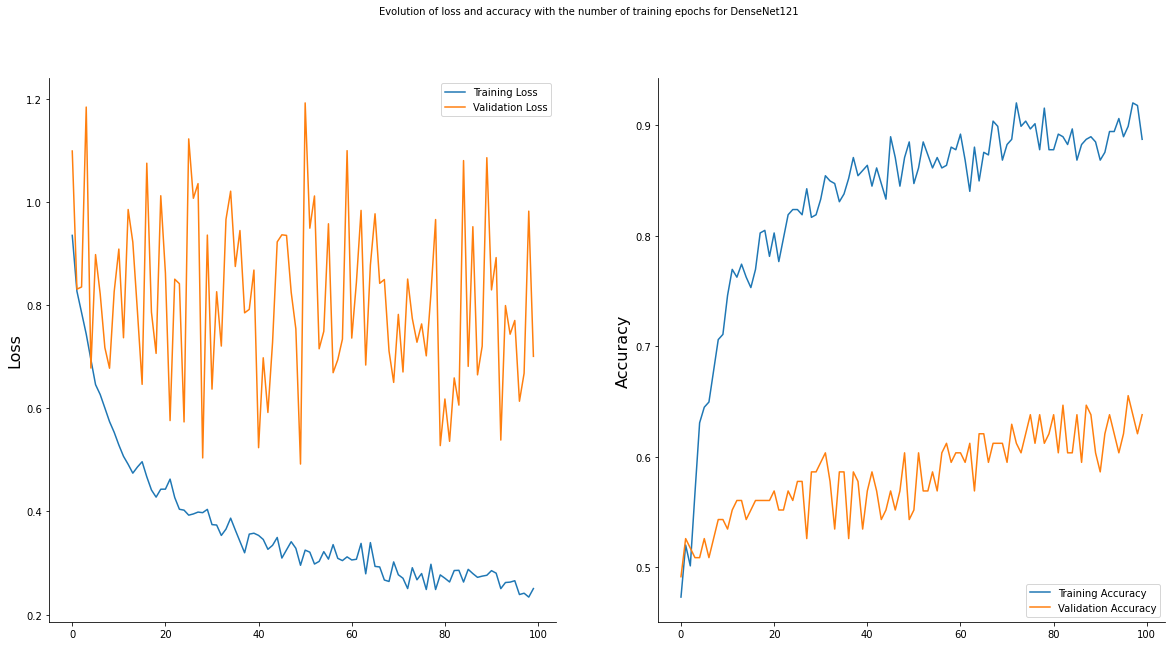 Evolution of loss and accuracy with the number of training epochs for DenseNet121
Loss
1.2
1.0
0.8
0.6
0.4
0.2
0 20 40 60 80 100
Training Loss
Validation Loss
Accuracy
0.9
0.8
0.7
0.6
0.5
0 20 40 60 80 100
Training Accuracy
Validation Accuracy